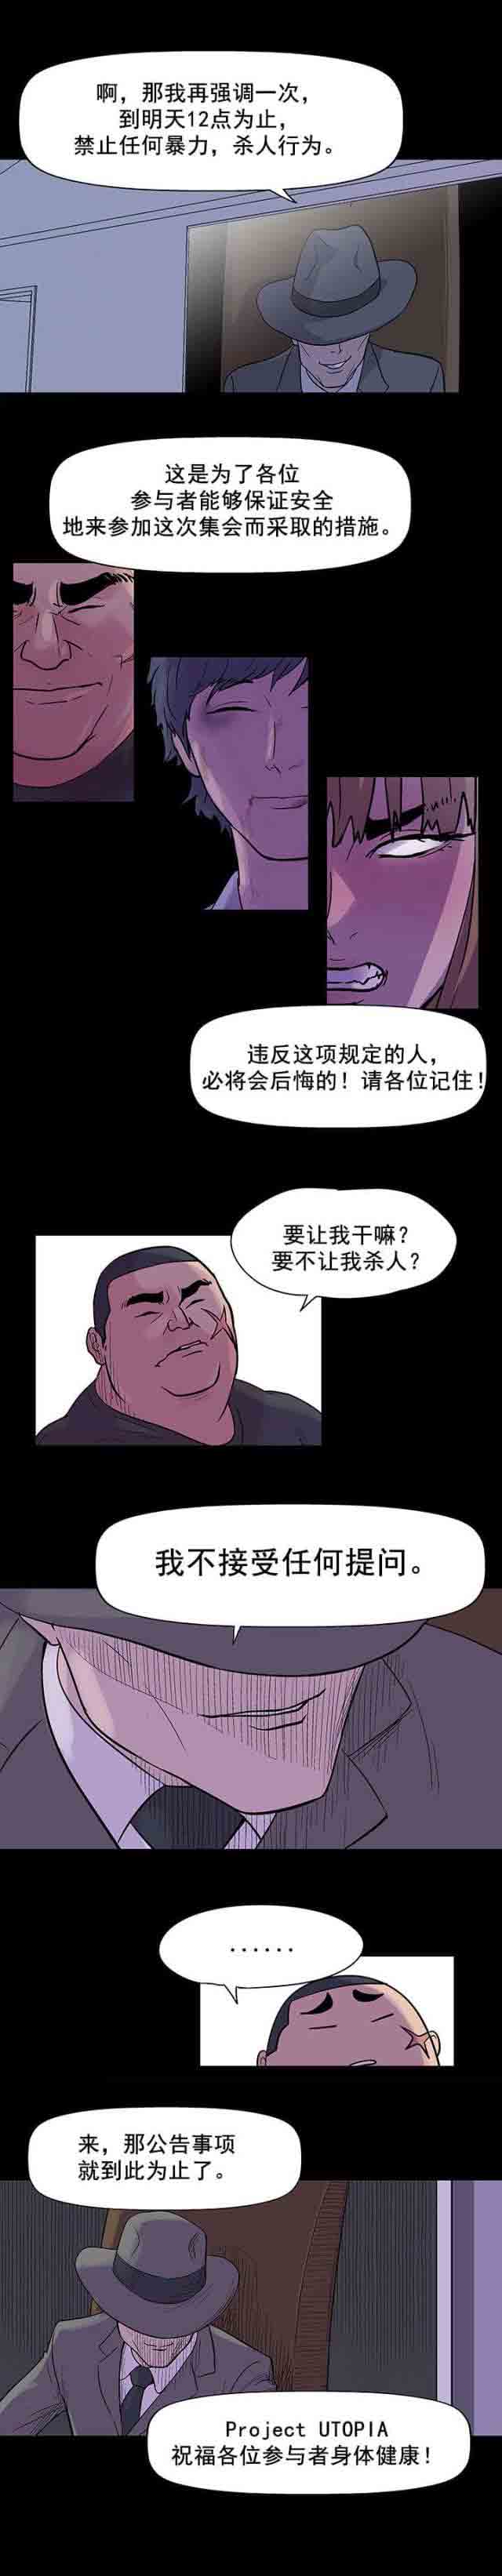 啊，那我再强调一次，
到明天12点为止，
禁止任何暴力，杀人行为。
这是为了各位
参与者能够保证安全
地来参加这次集会而采取的措施。
违反这项规定的人，
必将会后悔的！请各位记住！
要让我干嘛？
要不让我杀人？
我不接受任何提问。
······
来，那公告事项
就到此为止了。
Project UTOPIA
祝福各位参与者身体健康！